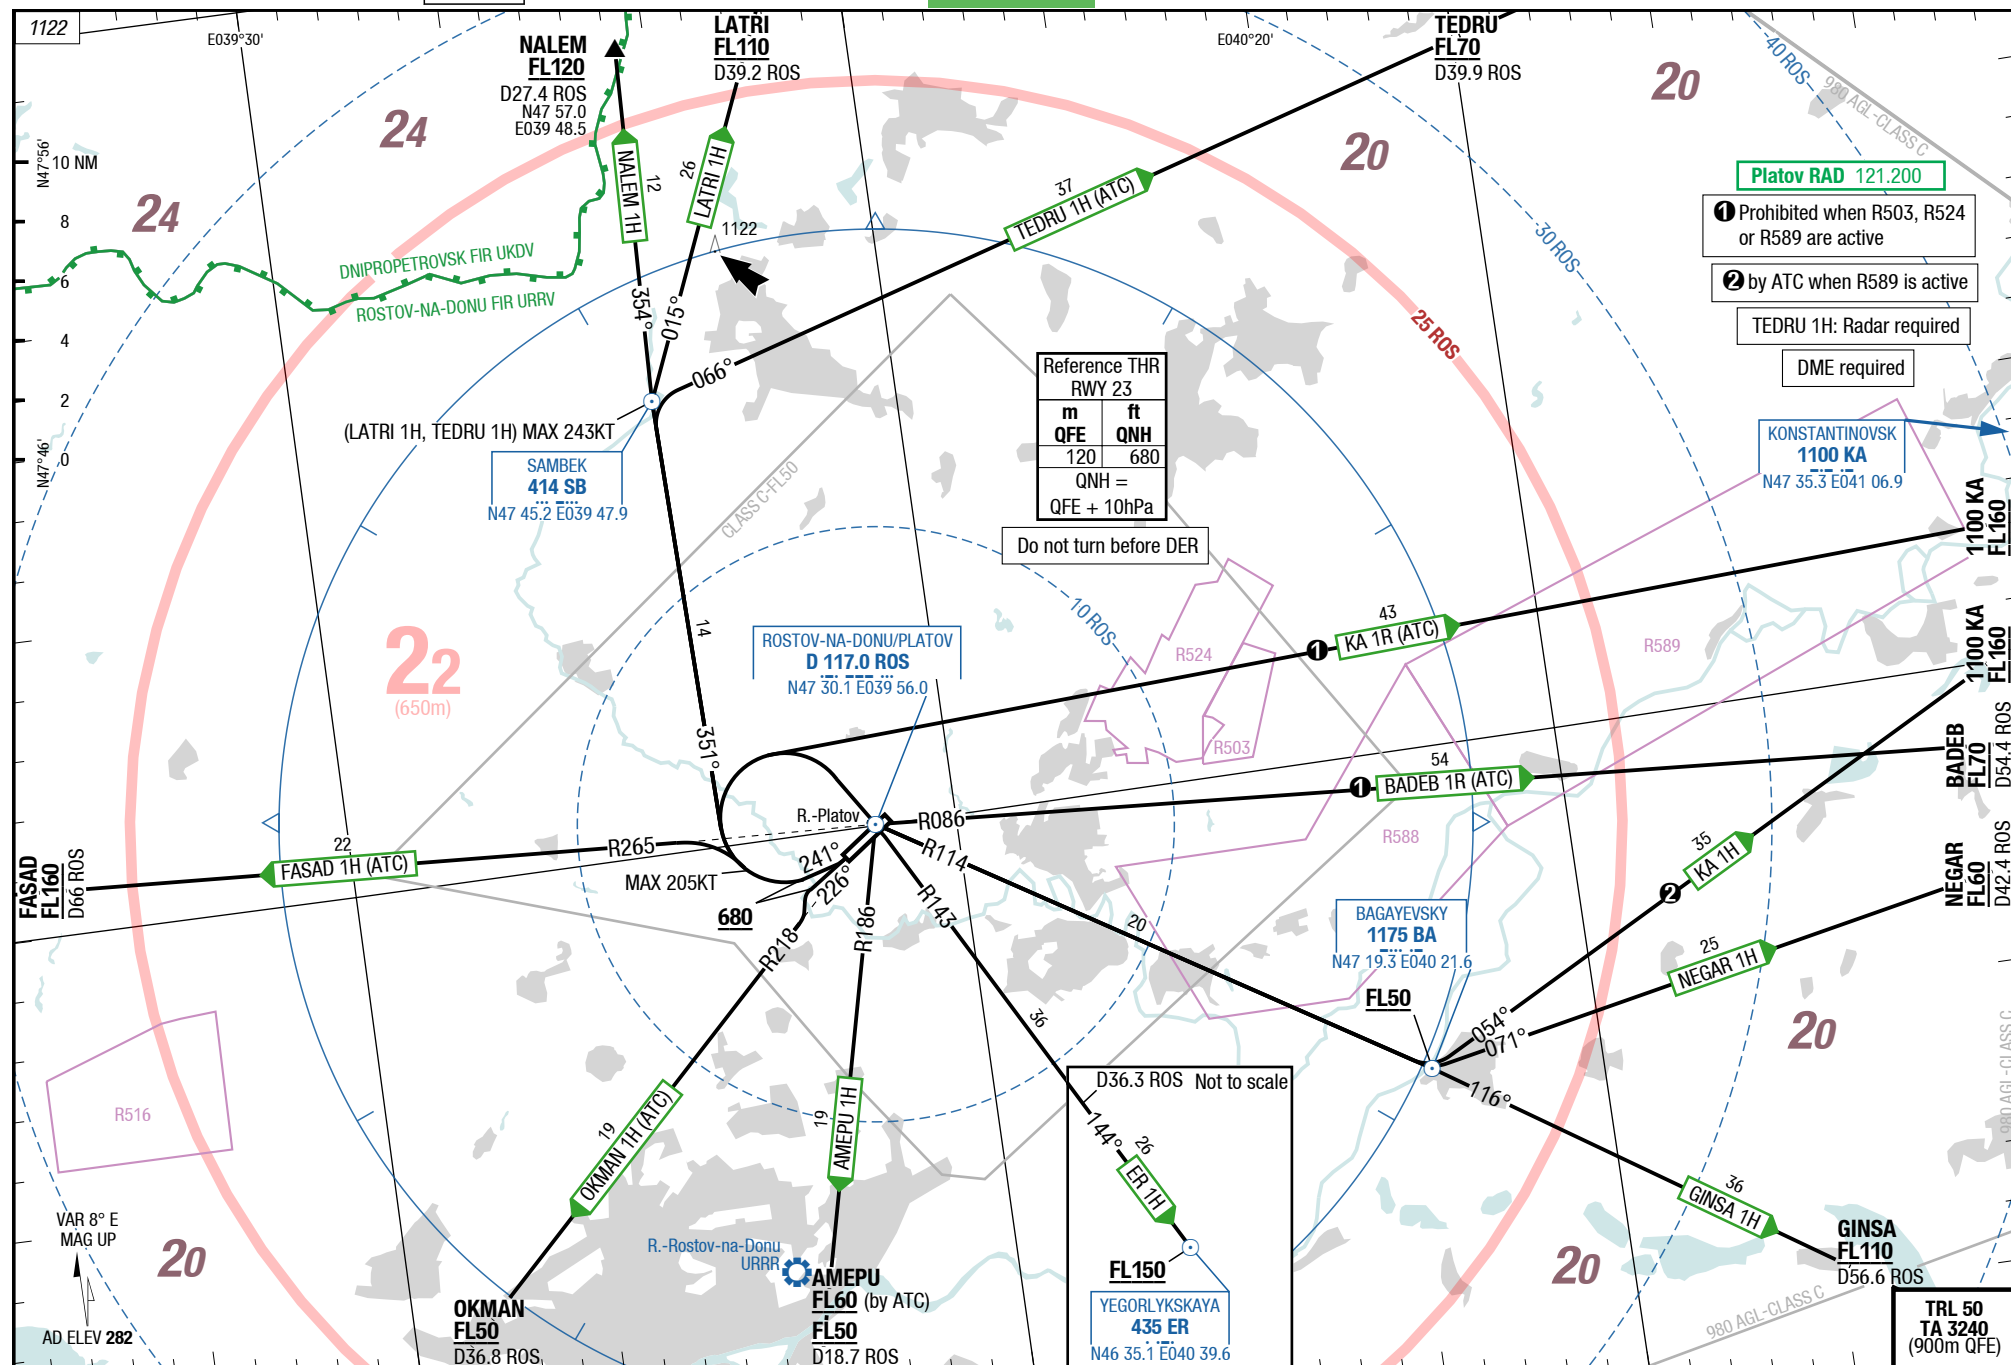 1122
E039°30'
NALEM
FL120
D27.4 ROS
N47 57.0
E039 48.5
LATRI
FL110
D39.2 ROS
E040°20'
TEDRU
FL70
D39.9 ROS
40 ROS
980 AGL-CLASS C
24
20
20
24
N47°56'
10 NM
8
6
4
2
0
N47°46'
NALEM 1H
12
26
LATRI 1H
37
TEDRU 1H (ATC)
1122
Platov RAD 121.200
1 Prohibited when R503, R524
or R589 are active
2 by ATC when R589 is active
TEDRU 1H: Radar required
DME required
30 ROS
25 ROS
DNIPROPETROVSK FIR UKDV
ROSTOV-NA-DONU FIR URRV
354°
015°
066°
(LATRI 1H, TEDRU 1H) MAX 243KT
SAMBEK
414 SB
N47 45.2 E039 47.9
CLASS C-FL50
Reference THR
RWY 23
m ft
QFE QNH
120 680
QNH =
QFE + 10hPa
Do not turn before DER
KONSTANTINOVSK
1100 KA
N47 35.3 E041 06.9
1100 KA
FL160
14
10 ROS
ROSTOV-NA-DONU/PLATOV
D 117.0 ROS
N47 30.1 E039 56.0
22
(650m)
R524
R503
43
1
KA 1R (ATC)
R589
1100 KA
FL160
351°
R.-Platov
R086
54
1
BADEB 1R (ATC)
BADEB
FL70
D54.4 ROS
R588
R114
FASAD
FL160
D66 ROS
22
FASAD 1H (ATC)
R265
MAX 205KT
241°
226°
680
R218
R186
R143
20
36
35
KA 1H
2
NEGAR
FL60
D42.4 ROS
25
NEGAR 1H
BAGAYEVSKY
1175 BA
N47 19.3 E040 21.6
FL50
054°
071°
116°
20
980 AGL-CLASS C
R516
19
OKMAN 1H (ATC)
19
AMEPU 1H
D36.3 ROS Not to scale
144°
26
ER 1H
FL150
YEGORLYKSKAYA
435 ER
N46 35.1 E040 39.6
36
GINSA 1H
GINSA
FL110
D56.6 ROS
VAR 8° E
MAG UP
AD ELEV 282
20
R.-Rostov-na-Donu
URRR
OKMAN
FL50
D36.8 ROS
AMEPU
FL60 (by ATC)
FL50
D18.7 ROS
20
980 AGL-CLASS C
TRL 50
TA 3240
(900m QFE)